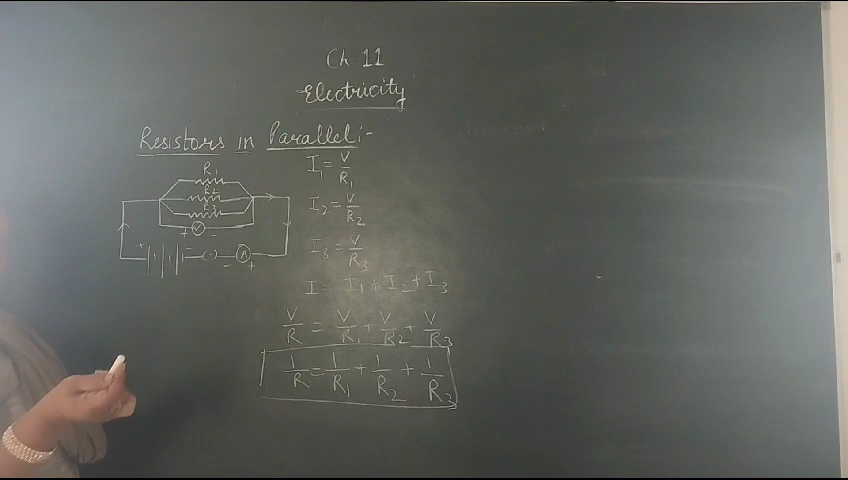 Ch 11
Electricity
Resistors in Parallel:-
R1
R2
R3
+ V -
+ - ( · ) - A +
I1 = V/R1
I2 = V/R2
I3 = V/R3
I = I1 + I2 + I3
V/R = V/R1 + V/R2 + V/R3
1/R = 1/R1 + 1/R2 + 1/R3